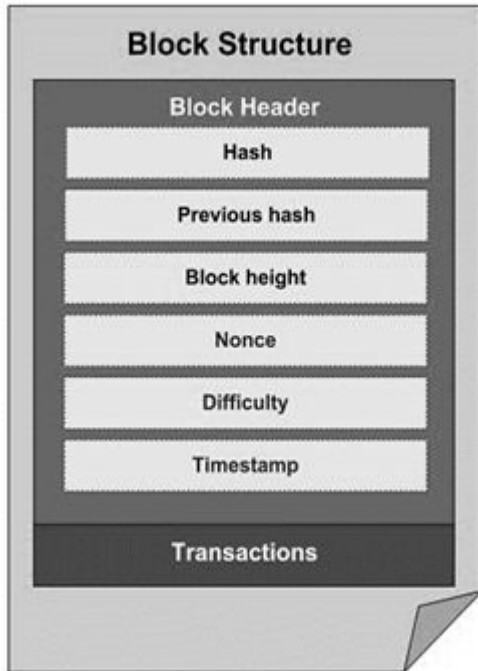 Block Structure
Block Header
Hash
Previous hash
Block height
Nonce
Difficulty
Timestamp
Transactions